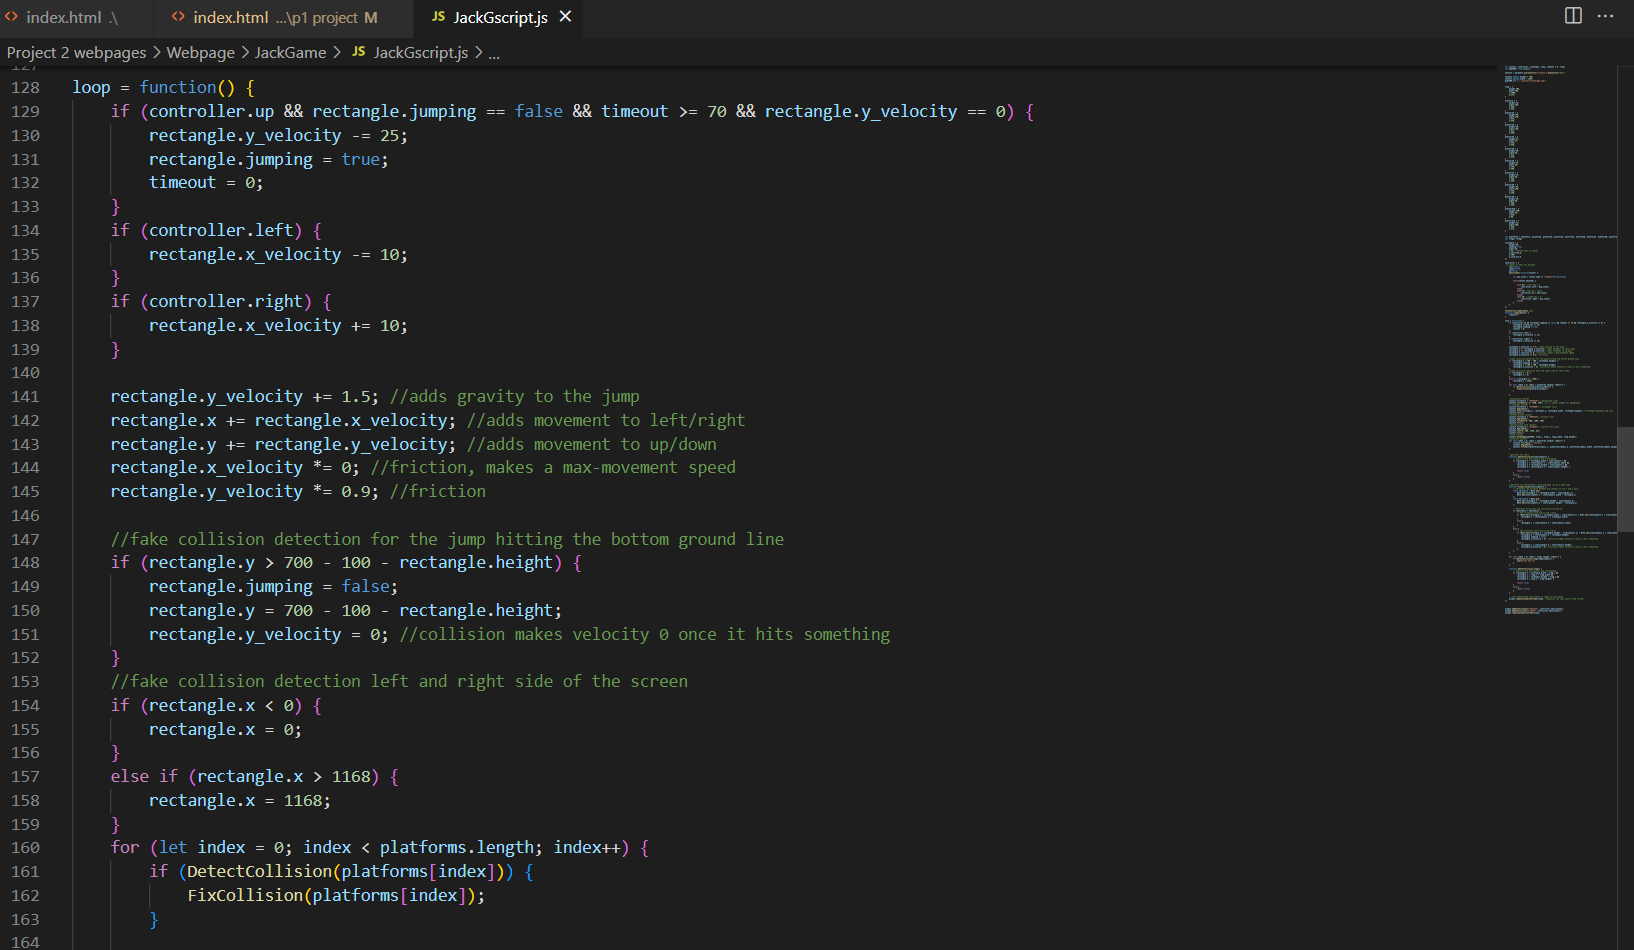 index.html .\
index.html ...\p1 project M
JS JackGscript.js
Project 2 webpages > Webpage > JackGame > JS JackGscript.js > ...
127
128 loop = function() {
129 if (controller.up && rectangle.jumping == false && timeout >= 70 && rectangle.y_velocity == 0) {
130 rectangle.y_velocity -= 25;
131 rectangle.jumping = true;
132 timeout = 0;
133 }
134 if (controller.left) {
135 rectangle.x_velocity -= 10;
136 }
137 if (controller.right) {
138 rectangle.x_velocity += 10;
139 }
140
141 rectangle.y_velocity += 1.5; //adds gravity to the jump
142 rectangle.x += rectangle.x_velocity; //adds movement to left/right
143 rectangle.y += rectangle.y_velocity; //adds movement to up/down
144 rectangle.x_velocity *= 0; //friction, makes a max-movement speed
145 rectangle.y_velocity *= 0.9; //friction
146
147 //fake collision detection for the jump hitting the bottom ground line
148 if (rectangle.y > 700 - 100 - rectangle.height) {
149 rectangle.jumping = false;
150 rectangle.y = 700 - 100 - rectangle.height;
151 rectangle.y_velocity = 0; //collision makes velocity 0 once it hits something
152 }
153 //fake collision detection left and right side of the screen
154 if (rectangle.x < 0) {
155 rectangle.x = 0;
156 }
157 else if (rectangle.x > 1168) {
158 rectangle.x = 1168;
159 }
160 for (let index = 0; index < platforms.length; index++) {
161 if (DetectCollision(platforms[index])) {
162 FixCollision(platforms[index]);
163 }
164